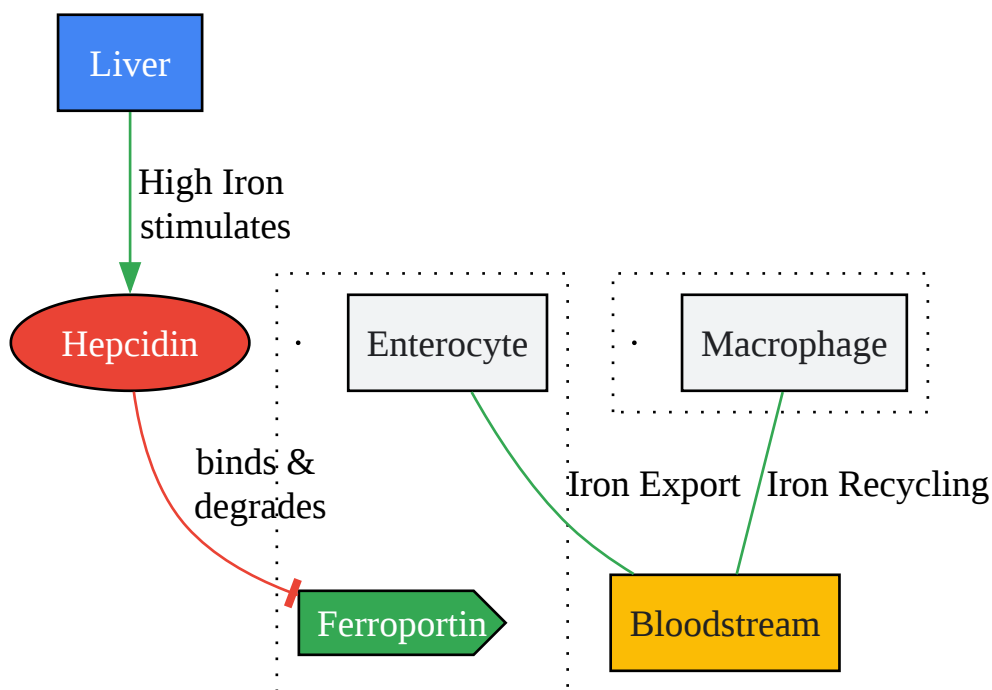 Liver
High Iron
stimulates
Hepcidin
Enterocyte
Macrophage
binds &
degrades
Iron Export
Iron Recycling
Ferroportin
Bloodstream